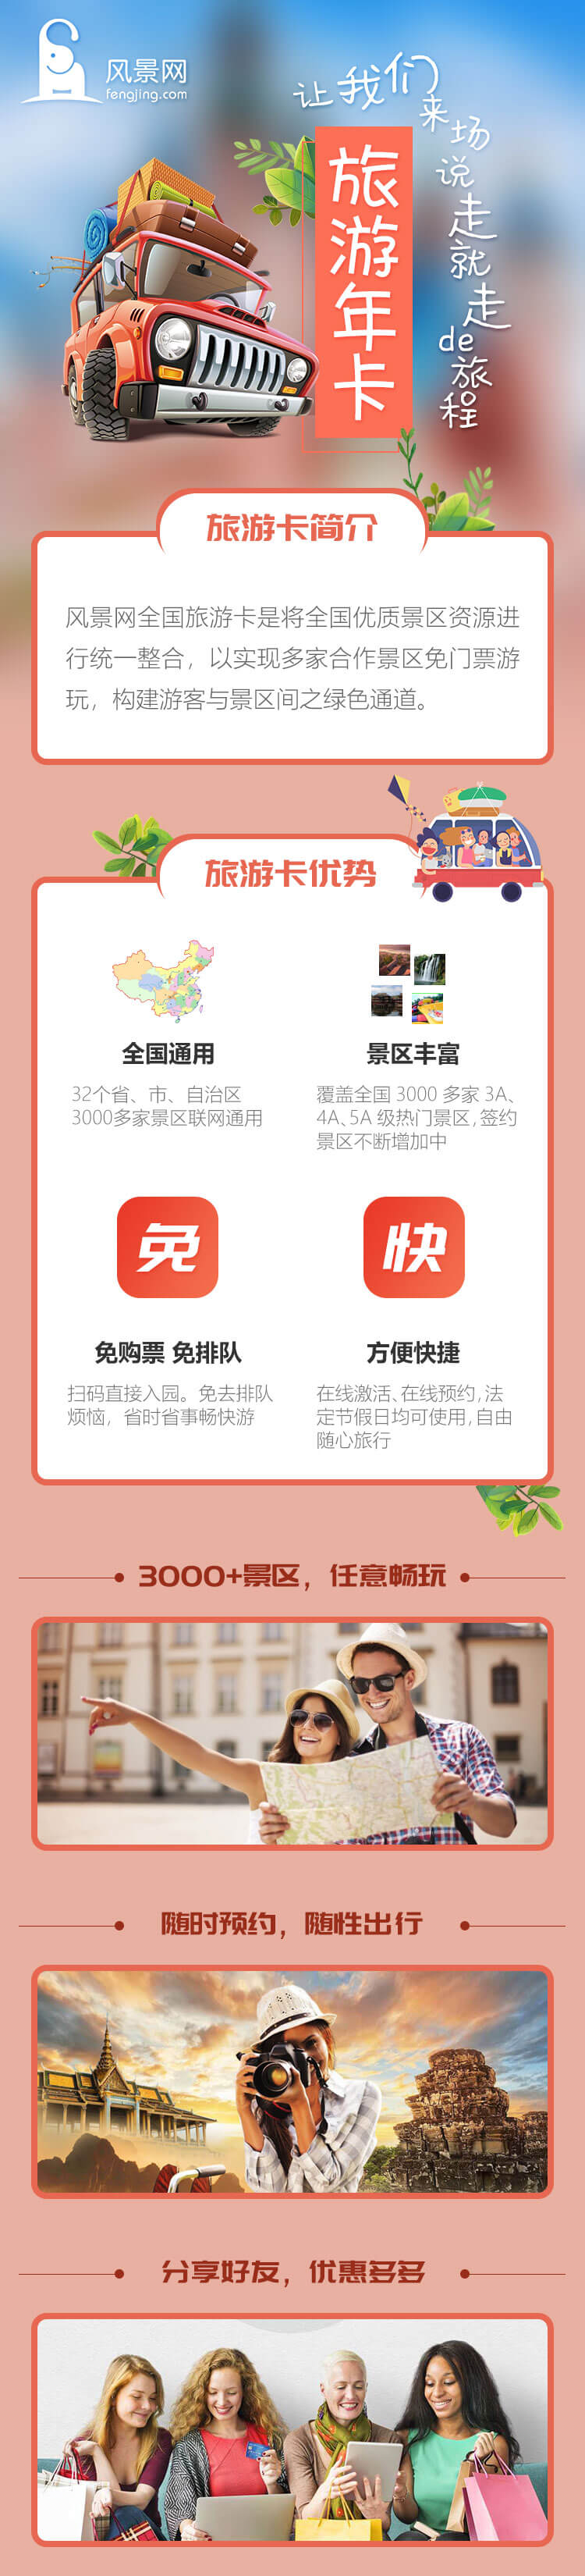 风景网
fengjing.com
让我们来场说走就走de旅程
旅游年卡
旅游卡简介
风景网全国旅游卡是将全国优质景区资源进
行统一整合，以实现多家合作景区免门票游
玩，构建游客与景区间之绿色通道。
旅游卡优势
全国通用
32个省、市、自治区
3000多家景区联网通用
景区丰富
覆盖全国 3000 多家 3A、
4A、5A 级热门景区，签约
景区不断增加中
免
免购票 免排队
扫码直接入园。免去排队
烦恼，省时省事畅快游
快
方便快捷
在线激活、在线预约，法
定节假日均可使用，自由
随心旅行
3000+景区，任意畅玩
随时预约，随性出行
分享好友，优惠多多